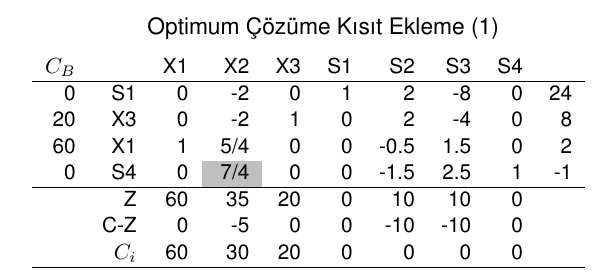 Optimum Çözüme Kısıt Ekleme (1)
C_B X1 X2 X3 S1 S2 S3 S4
0 S1 0 -2 0 1 2 -8 0 24
20 X3 0 -2 1 0 2 -4 0 8
60 X1 1 5/4 0 0 -0.5 1.5 0 2
0 S4 0 7/4 0 0 -1.5 2.5 1 -1
Z 60 35 20 0 10 10 0
C-Z 0 -5 0 0 -10 -10 0
C_i 60 30 20 0 0 0 0